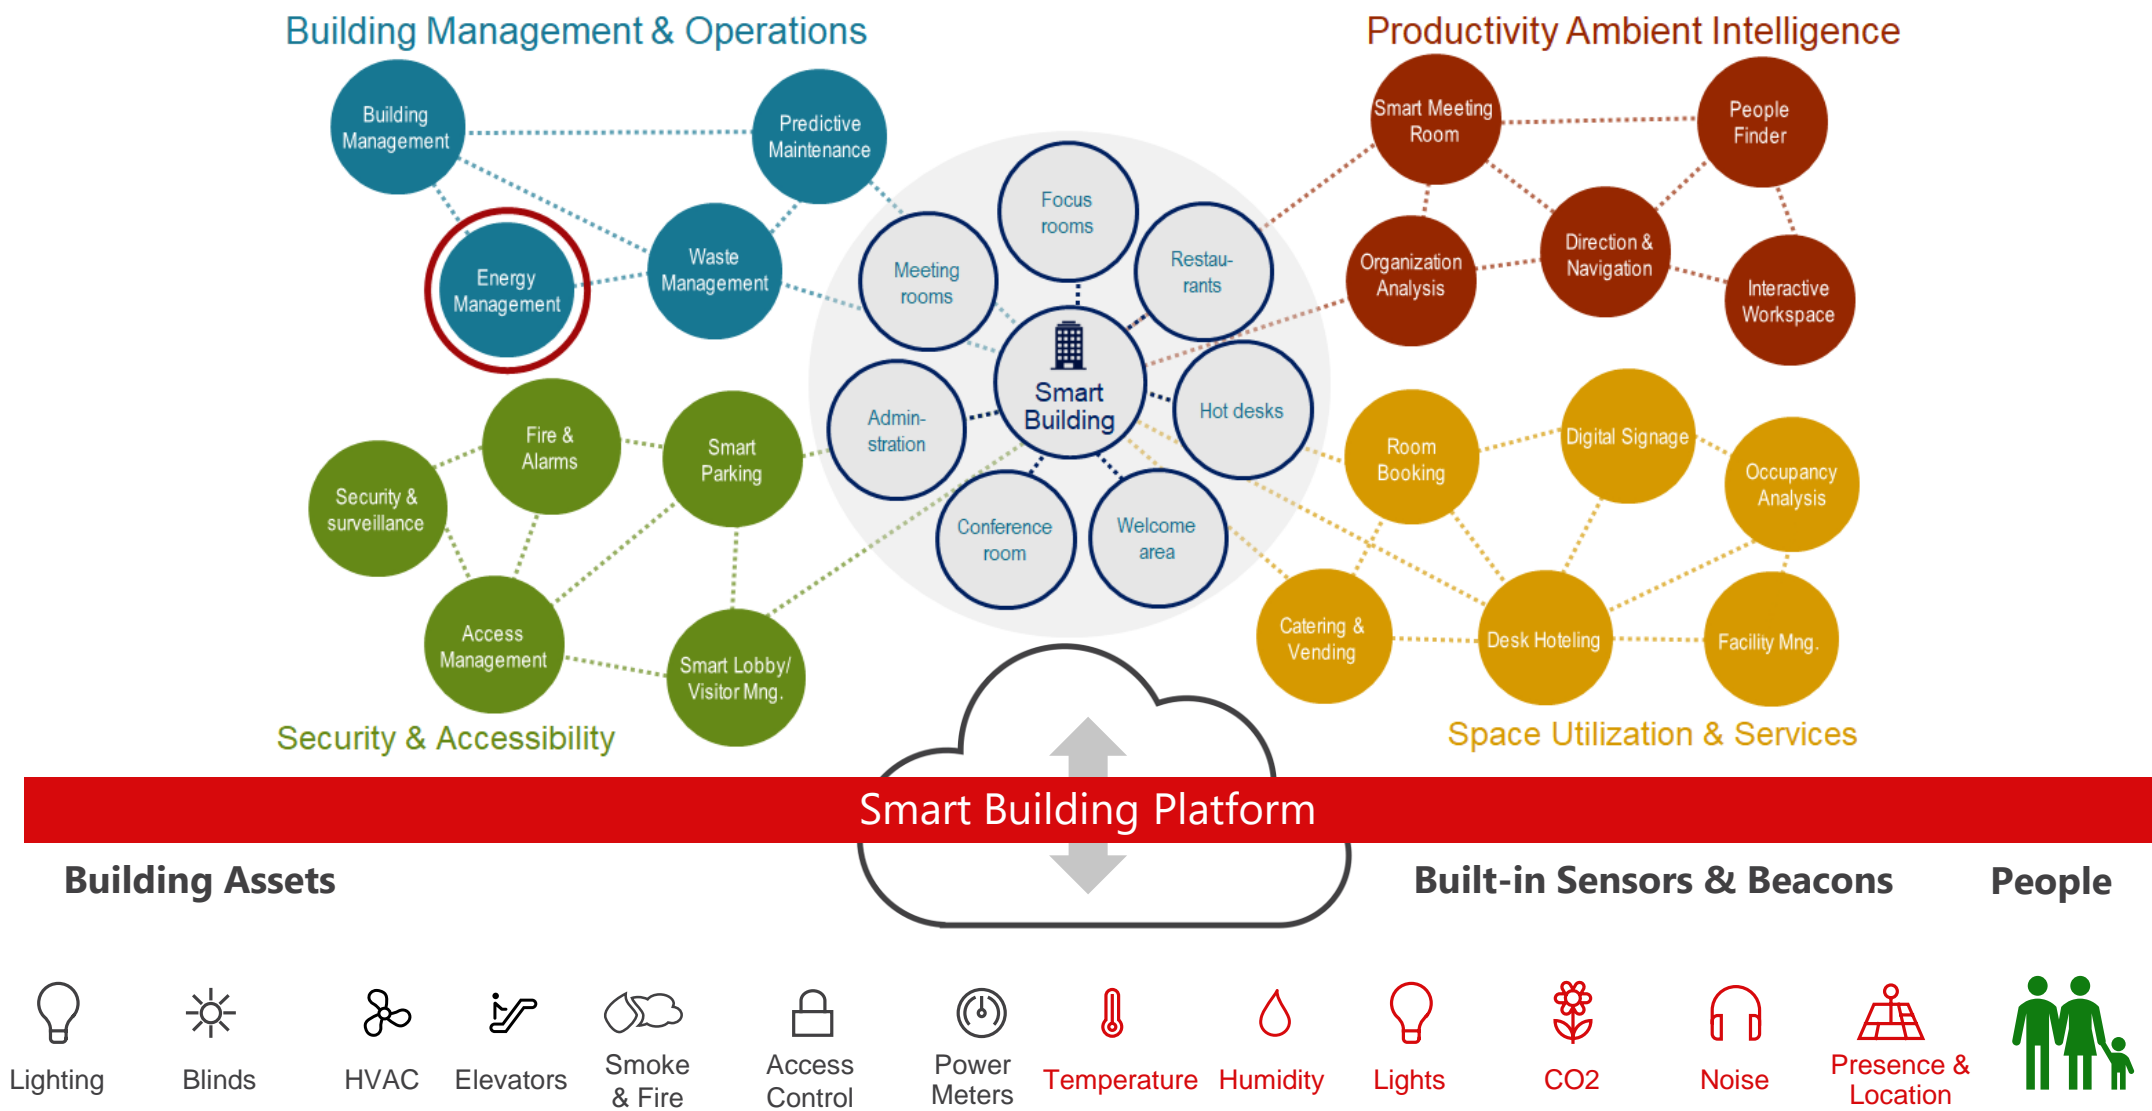 Building Management & Operations
Productivity Ambient Intelligence
Building
Management
Predictive
Maintenance
Energy
Management
Waste
Management
Smart Meeting
Room
People
Finder
Organization
Analysis
Direction &
Navigation
Interactive
Workspace
Focus
rooms
Meeting
rooms
Restau-
rants
Smart
Building
Admin-
stration
Hot desks
Conference
room
Welcome
area
Fire &
Alarms
Smart
Parking
Security &
surveillance
Access
Management
Smart Lobby/
Visitor Mng.
Security & Accessibility
Room
Booking
Digital Signage
Occupancy
Analysis
Catering &
Vending
Desk Hoteling
Facility Mng.
Space Utilization & Services
Smart Building Platform
Building Assets
Built-in Sensors & Beacons
People
Lighting
Blinds
HVAC
Elevators
Smoke
& Fire
Access
Control
Power
Meters
Temperature
Humidity
Lights
CO2
Noise
Presence &
Location